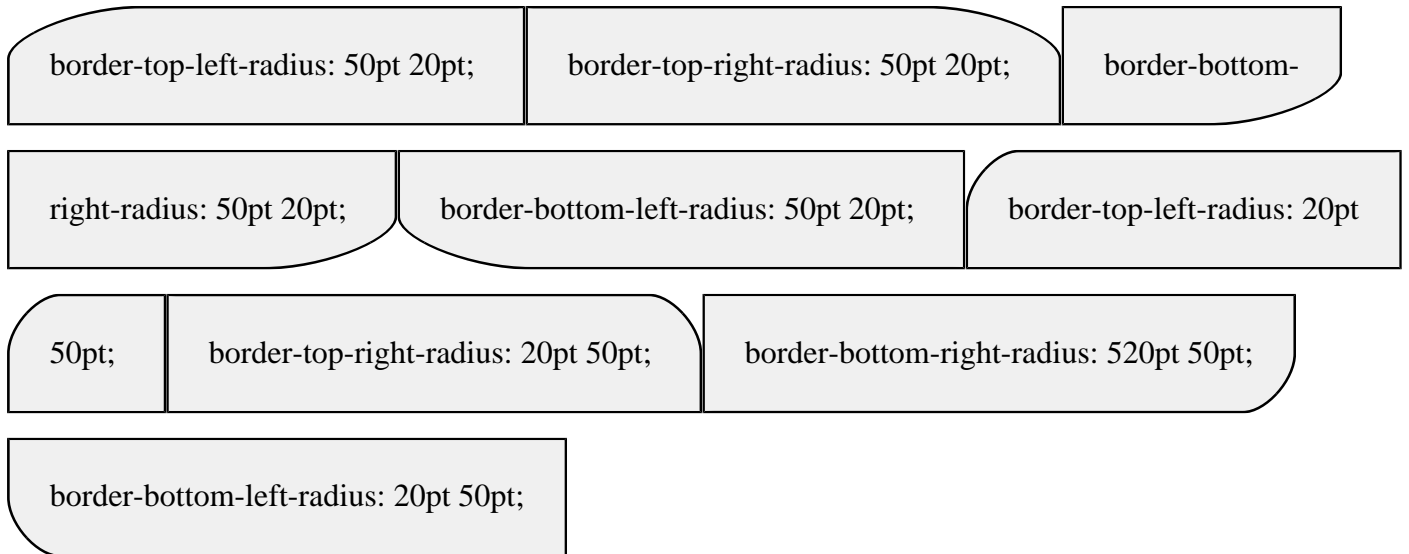 border-top-left-radius: 50pt 20pt; border-top-right-radius: 50pt 20pt; border-bottom-
right-radius: 50pt 20pt; border-bottom-left-radius: 50pt 20pt; border-top-left-radius: 20pt
50pt; border-top-right-radius: 20pt 50pt; border-bottom-right-radius: 520pt 50pt;
border-bottom-left-radius: 20pt 50pt;